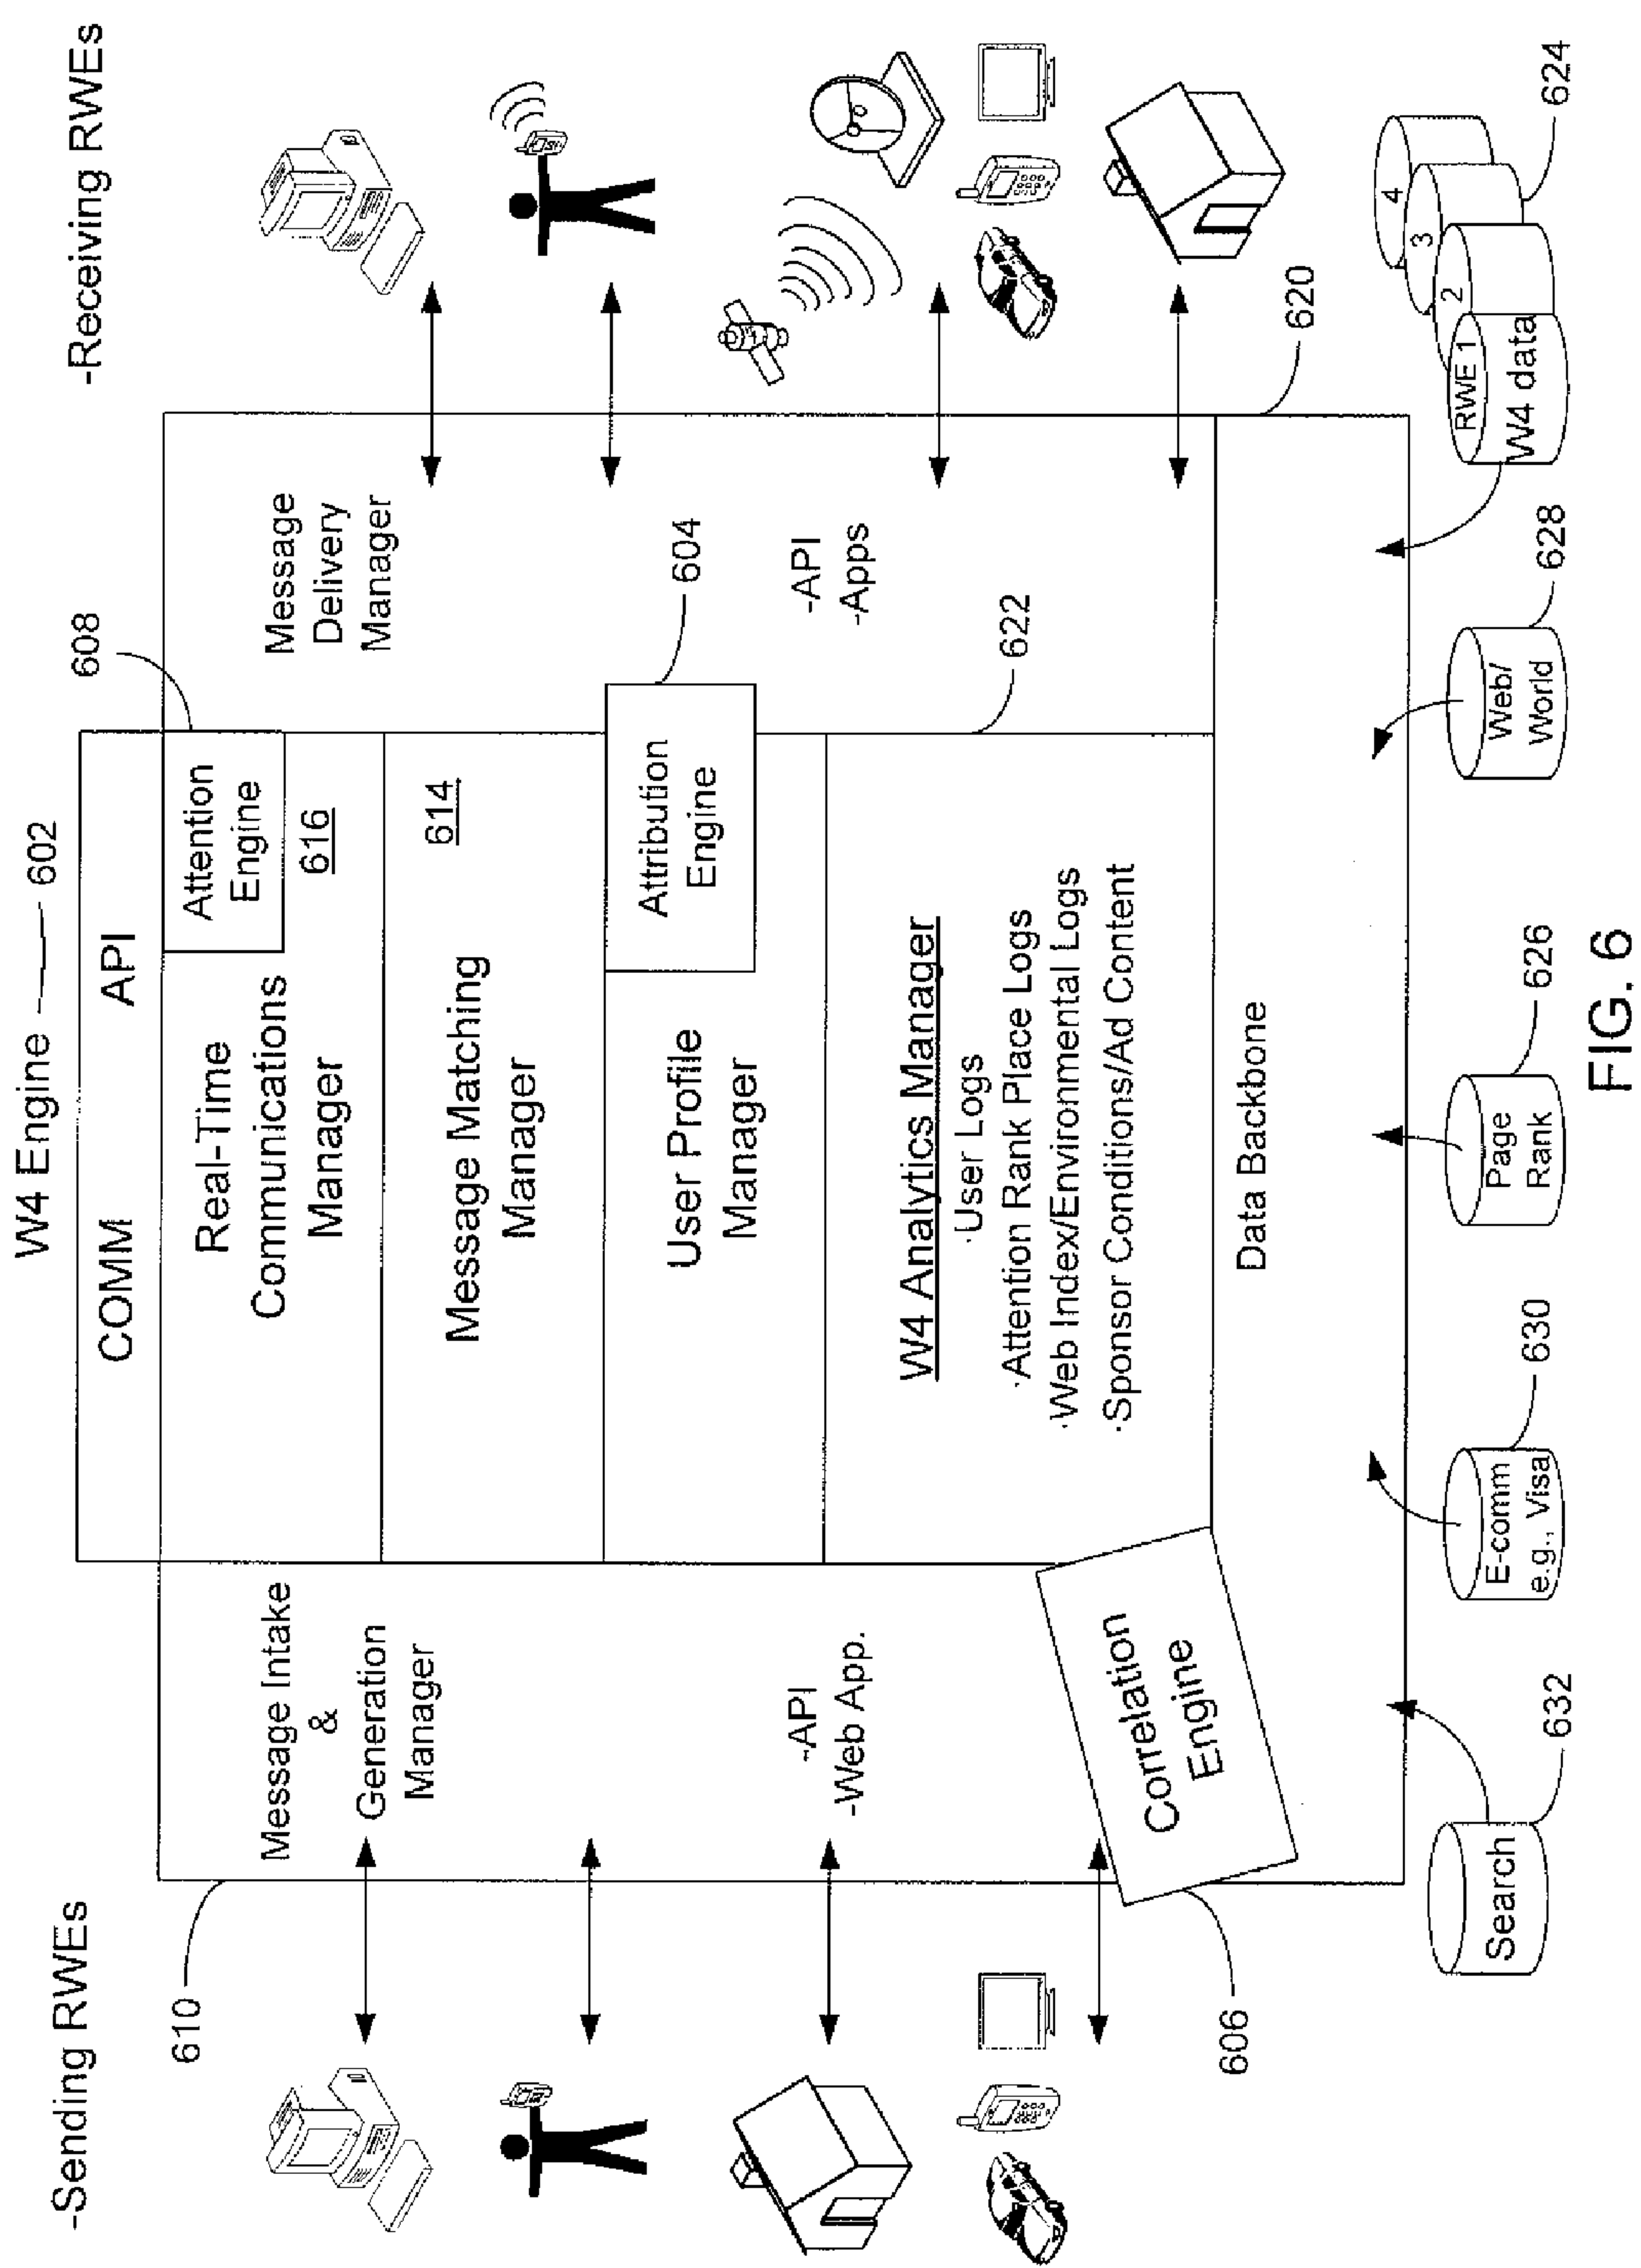 W4 Engine 602
-Sending RWEs
-Receiving RWEs
COMM API
608
610
Message Intake
&
Generation
Manager
-API
-Web App.
Real-Time
Communications
Manager
Attention
Engine
616
Message Matching
Manager
614
User Profile
Manager
Attribution
Engine
604
W4 Analytics Manager
·User Logs
·Attention Rank Place Logs
·Web Index/Environmental Logs
·Sponsor Conditions/Ad Content
622
Message
Delivery
Manager
-API
-Apps
620
Correlation
Engine
606
Data Backbone
Search
632
E-comm
e.g., Visa
630
Page
Rank
626
Web/
World
628
RWE 1
W4 data
2
3
4
624
FIG. 6